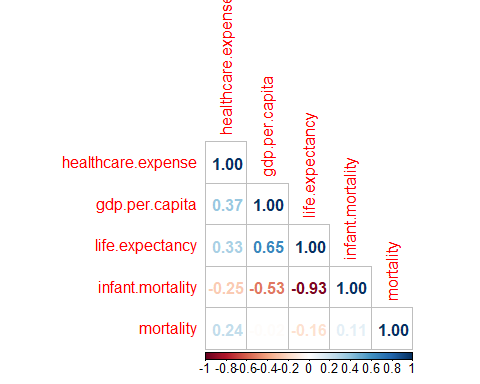 healthcare.expense
gdp.per.capita
life.expectancy
infant.mortality
mortality
healthcare.expense 1.00
gdp.per.capita 0.37 1.00
life.expectancy 0.33 0.65 1.00
infant.mortality -0.25 -0.53 -0.93 1.00
mortality 0.24 -0.16 0.11 1.00
-1 -0.8 -0.6 -0.4 -0.2 0 0.2 0.4 0.6 0.8 1